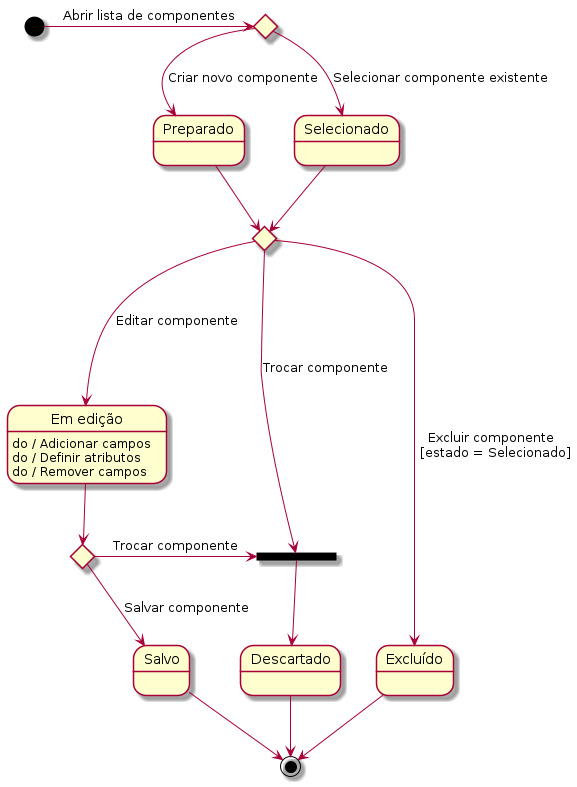 Abrir lista de componentes
Criar novo componente
Selecionar componente existente
Preparado
Selecionado
Editar componente
Trocar componente
Excluir componente
[estado = Selecionado]
Em edição
do / Adicionar campos
do / Definir atributos
do / Remover campos
Trocar componente
Salvar componente
Salvo
Descartado
Excluído